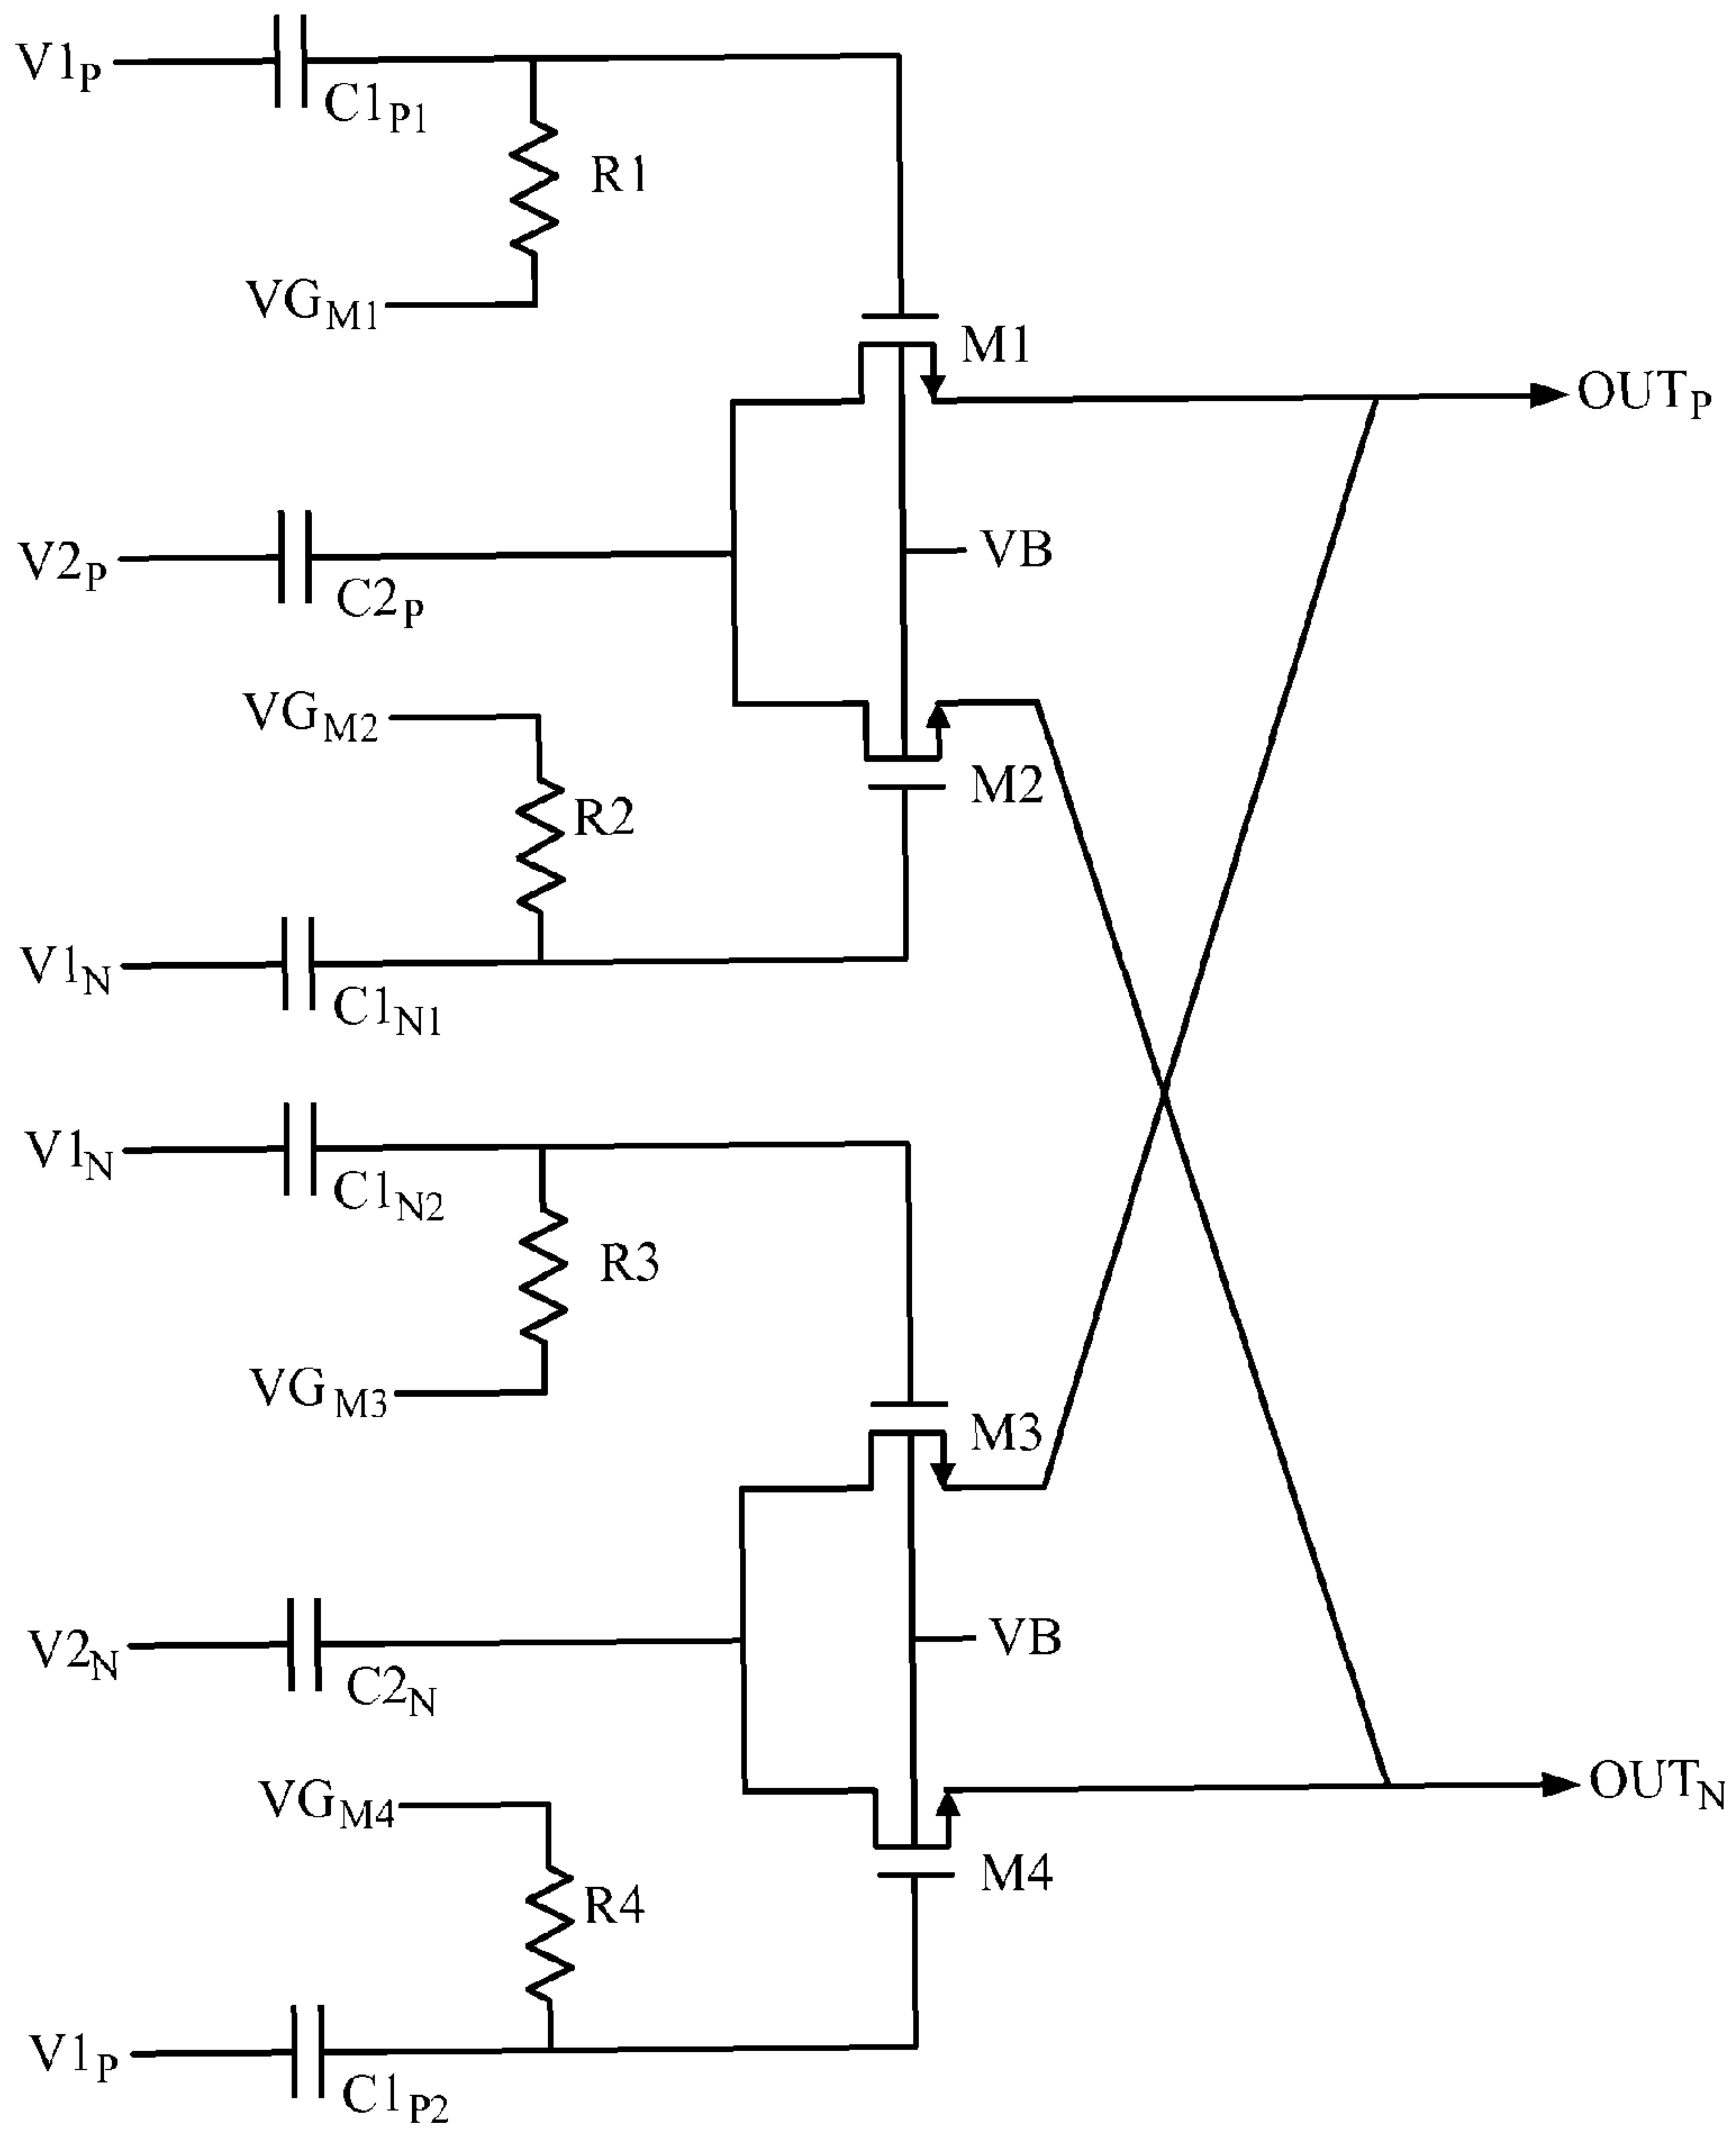 V1P
C1P1
R1
VGM1
M1
OUTP
V2P
C2P
VB
VGM2
R2
M2
V1N
C1N1
V1N
C1N2
R3
VGM3
M3
V2N
C2N
VB
VGM4
OUTN
R4
M4
V1P
C1P2